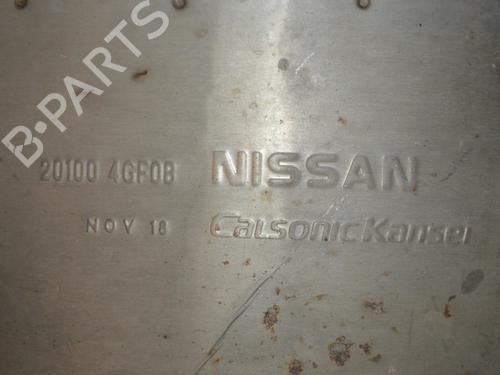 B-PARTS
20100 4GF0B NISSAN
NOV 18 CalsonicKansei